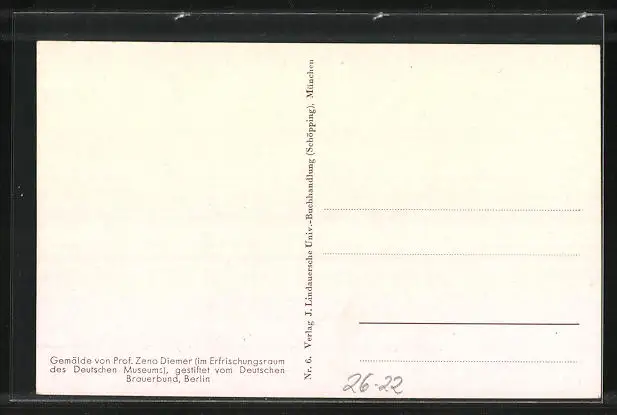 Gemälde von Prof. Zeno Diemer (im Erfrischungsraum
des Deutschen Museums), gestiftet vom Deutschen
Brauerbund, Berlin
Nr. 6. Verlag J. Lindauersche Univ.-Buchhandlung (Schöpping), München
26-22